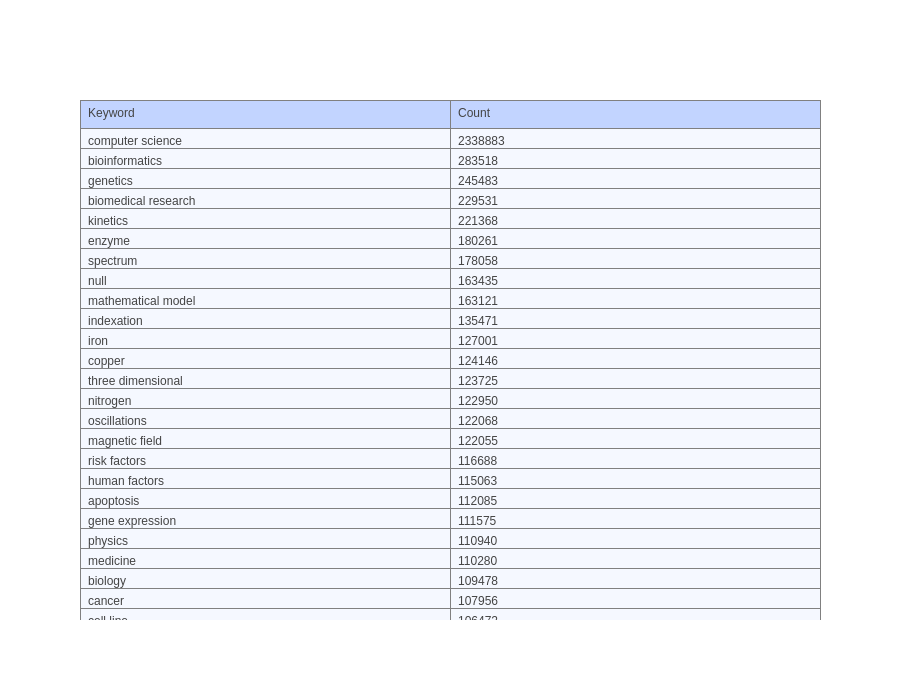 Keyword Count
computer science 2338883
bioinformatics 283518
genetics 245483
biomedical research 229531
kinetics 221368
enzyme 180261
spectrum 178058
null 163435
mathematical model 163121
indexation 135471
iron 127001
copper 124146
three dimensional 123725
nitrogen 122950
oscillations 122068
magnetic field 122055
risk factors 116688
human factors 115063
apoptosis 112085
gene expression 111575
physics 110940
medicine 110280
biology 109478
cancer 107956
cell line